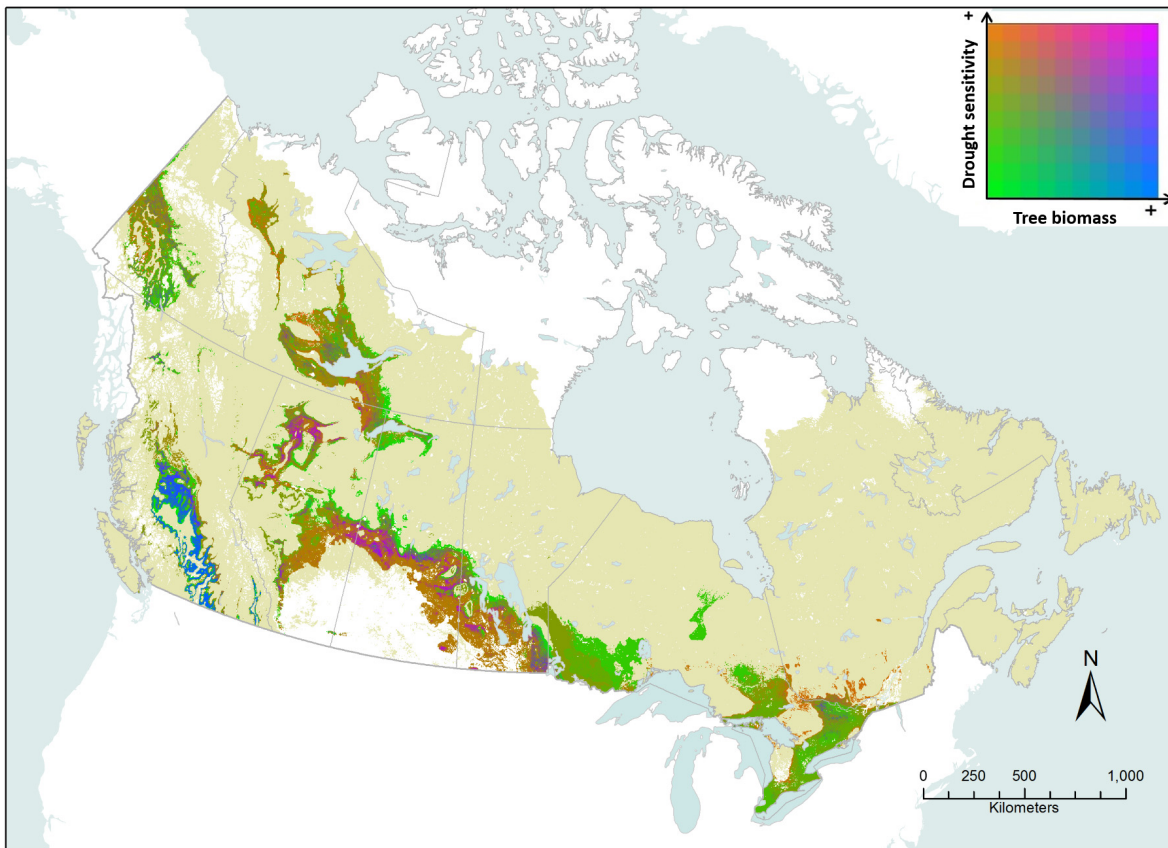 +
Drought sensitivity
Tree biomass
+
N
0 250 500 1,000
Kilometers